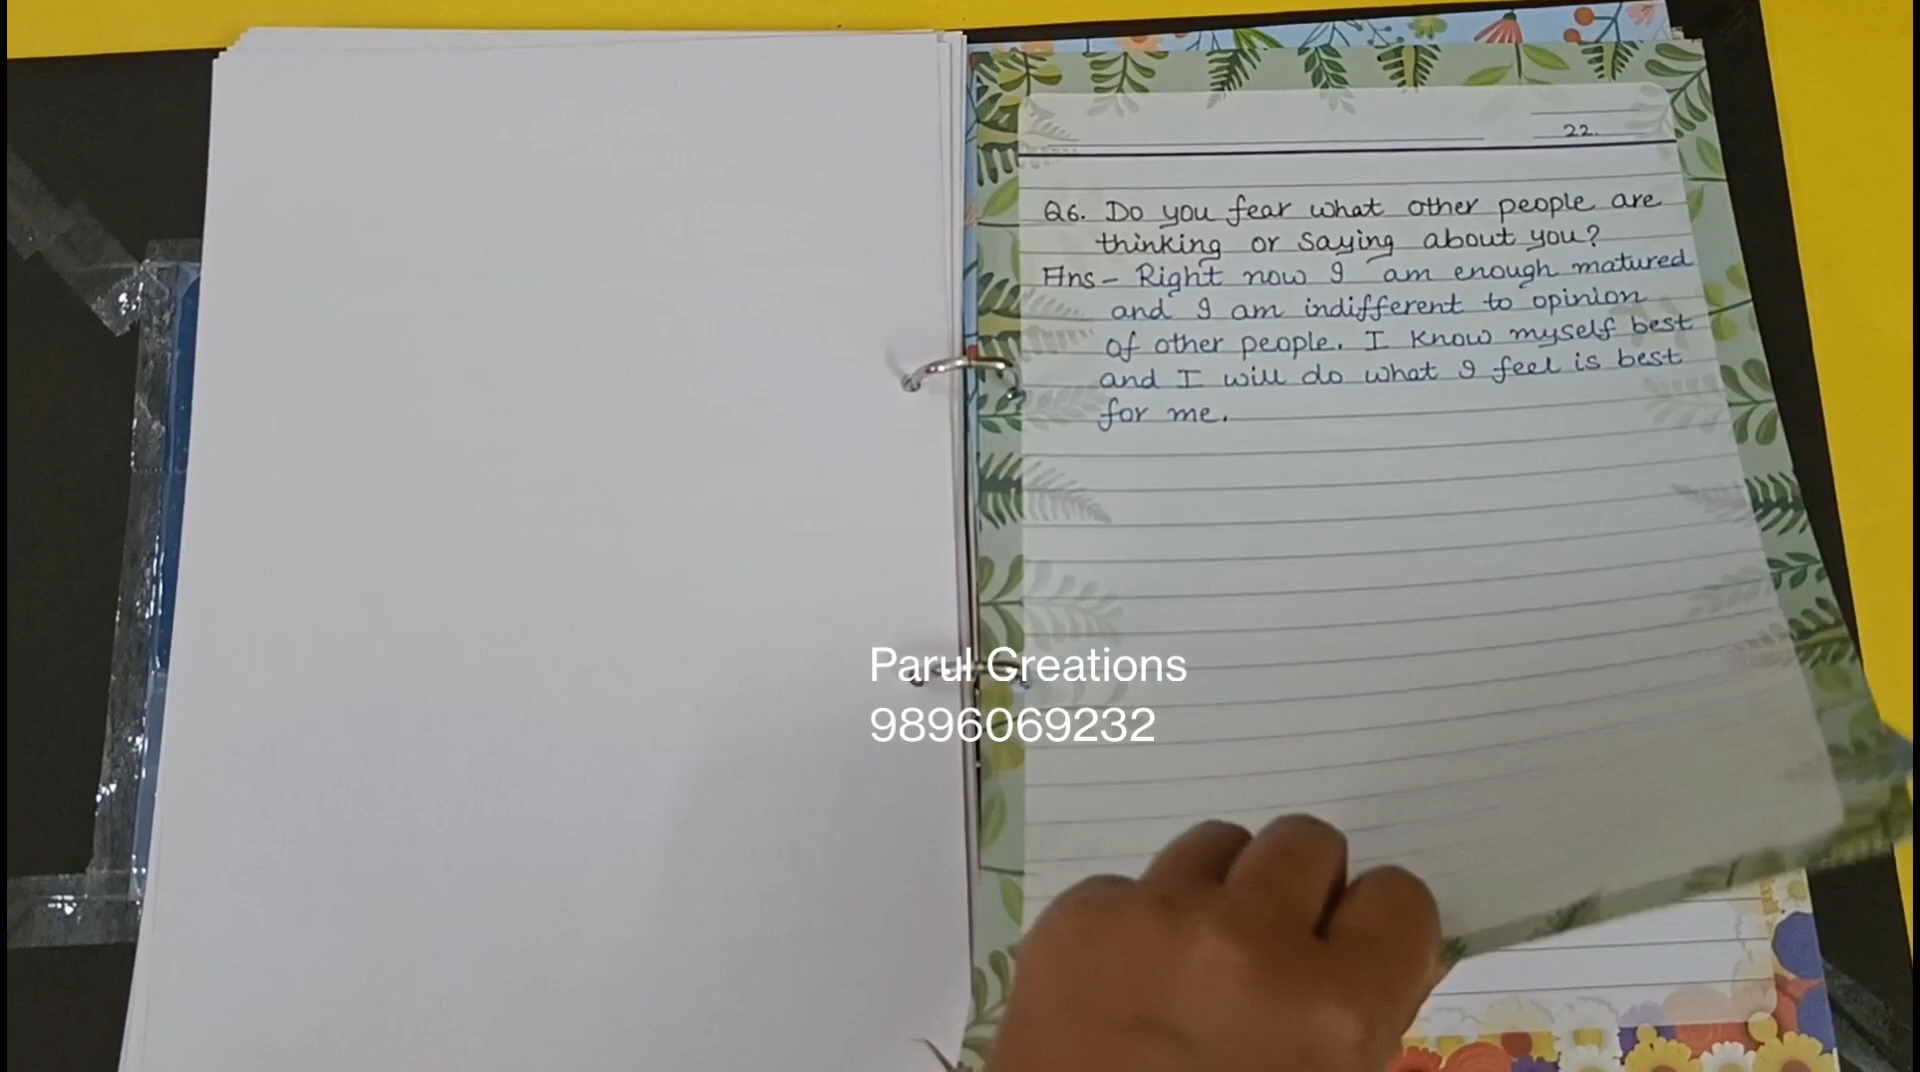 22.
Q6. Do you fear what other people are
thinking or saying about you?
Ans - Right now I am enough matured
and I am indifferent to opinion
of other people. I know myself best
and I will do what I feel is best
for me.
Parul Creations
9896069232